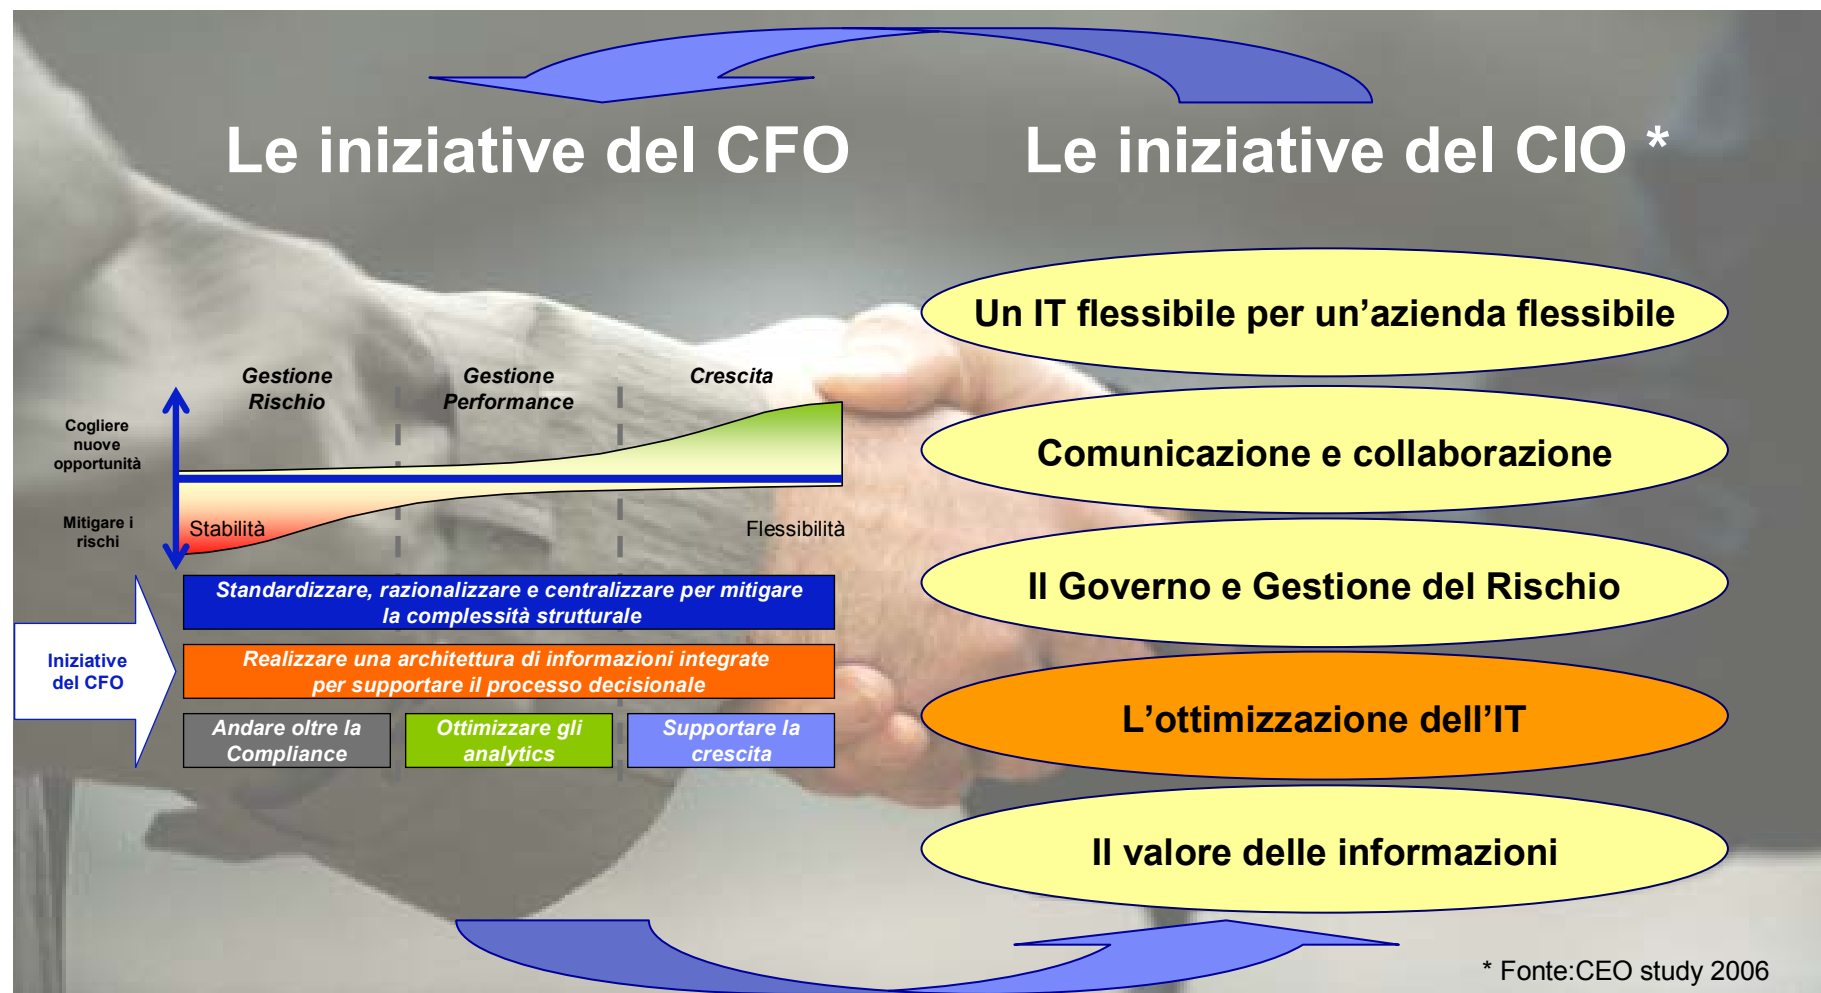 Le iniziative del CFO
Le iniziative del CIO *
Gestione
Rischio
Gestione
Performance
Crescita
Cogliere
nuove
opportunità
Mitigare i
rischi
Stabilità
Flessibilità
Iniziative
del CFO
Standardizzare, razionalizzare e centralizzare per mitigare
la complessità strutturale
Realizzare una architettura di informazioni integrate
per supportare il processo decisionale
Andare oltre la
Compliance
Ottimizzare gli
analytics
Supportare la
crescita
Un IT flessibile per un’azienda flessibile
Comunicazione e collaborazione
Il Governo e Gestione del Rischio
L’ottimizzazione dell’IT
Il valore delle informazioni
* Fonte:CEO study 2006